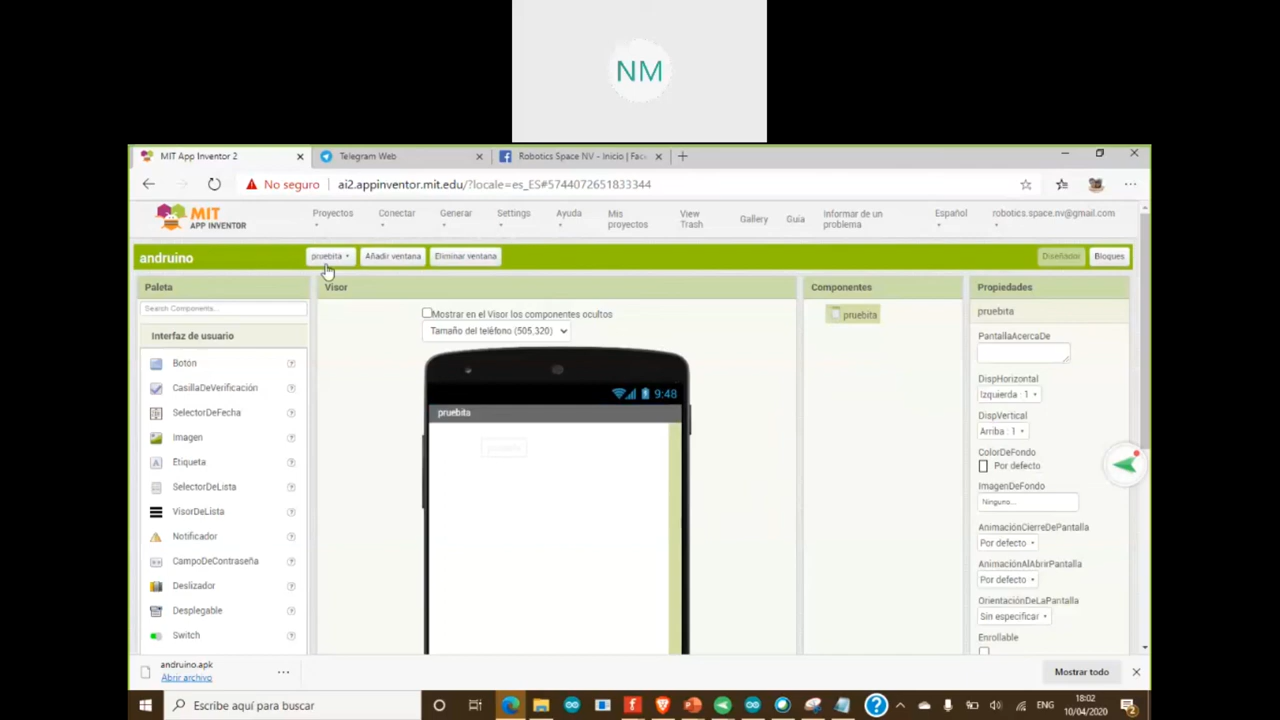 NM
MIT App Inventor 2
Telegram Web
Robotics Space NV - Inicio | Fac
No seguro
ai2.appinventor.mit.edu/?locale=es_ES#5744072651833344
MIT
APP INVENTOR
Proyectos
Conectar
Generar
Settings
Ayuda
Mis proyectos
View Trash
Gallery
Guia
Informar de un problema
Español
robotics.space.nv@gmail.com
andruino
pruebita
Añadir ventana
Eliminar ventana
Diseñador
Bloques
Paleta
Visor
Componentes
Propiedades
Search Components...
Mostrar en el Visor los componentes ocultos
pruebita
pruebita
Interfaz de usuario
Tamaño del teléfono (505,320)
PantallaAcercaDe
Botón
CasillaDeVerificación
SelectorDeFecha
Imagen
Etiqueta
SelectorDeLista
VisorDeLista
Notificador
CampoDeContraseña
Deslizador
Desplegable
Switch
9:48
pruebita
DispHorizontal
Izquierda : 1
DispVertical
Arriba : 1
ColorDeFondo
Por defecto
ImagenDeFondo
Ninguno...
AnimaciónCierreDePantalla
Por defecto
AnimaciónAlAbrirPantalla
Por defecto
OrientaciónDeLaPantalla
Sin especificar
Enrollable
andruino.apk
Abrir archivo
Mostrar todo
Escribe aquí para buscar
ENG
18:02
10/04/2020
2